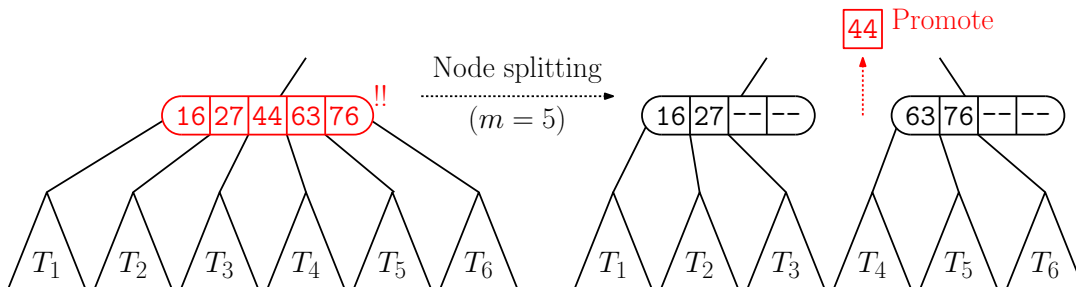 44 Promote
Node splitting
!!
16 27 44 63 76
(m = 5)
16 27 -- --
63 76 -- --
T1 T2 T3 T4 T5 T6
T1 T2 T3 T4 T5 T6